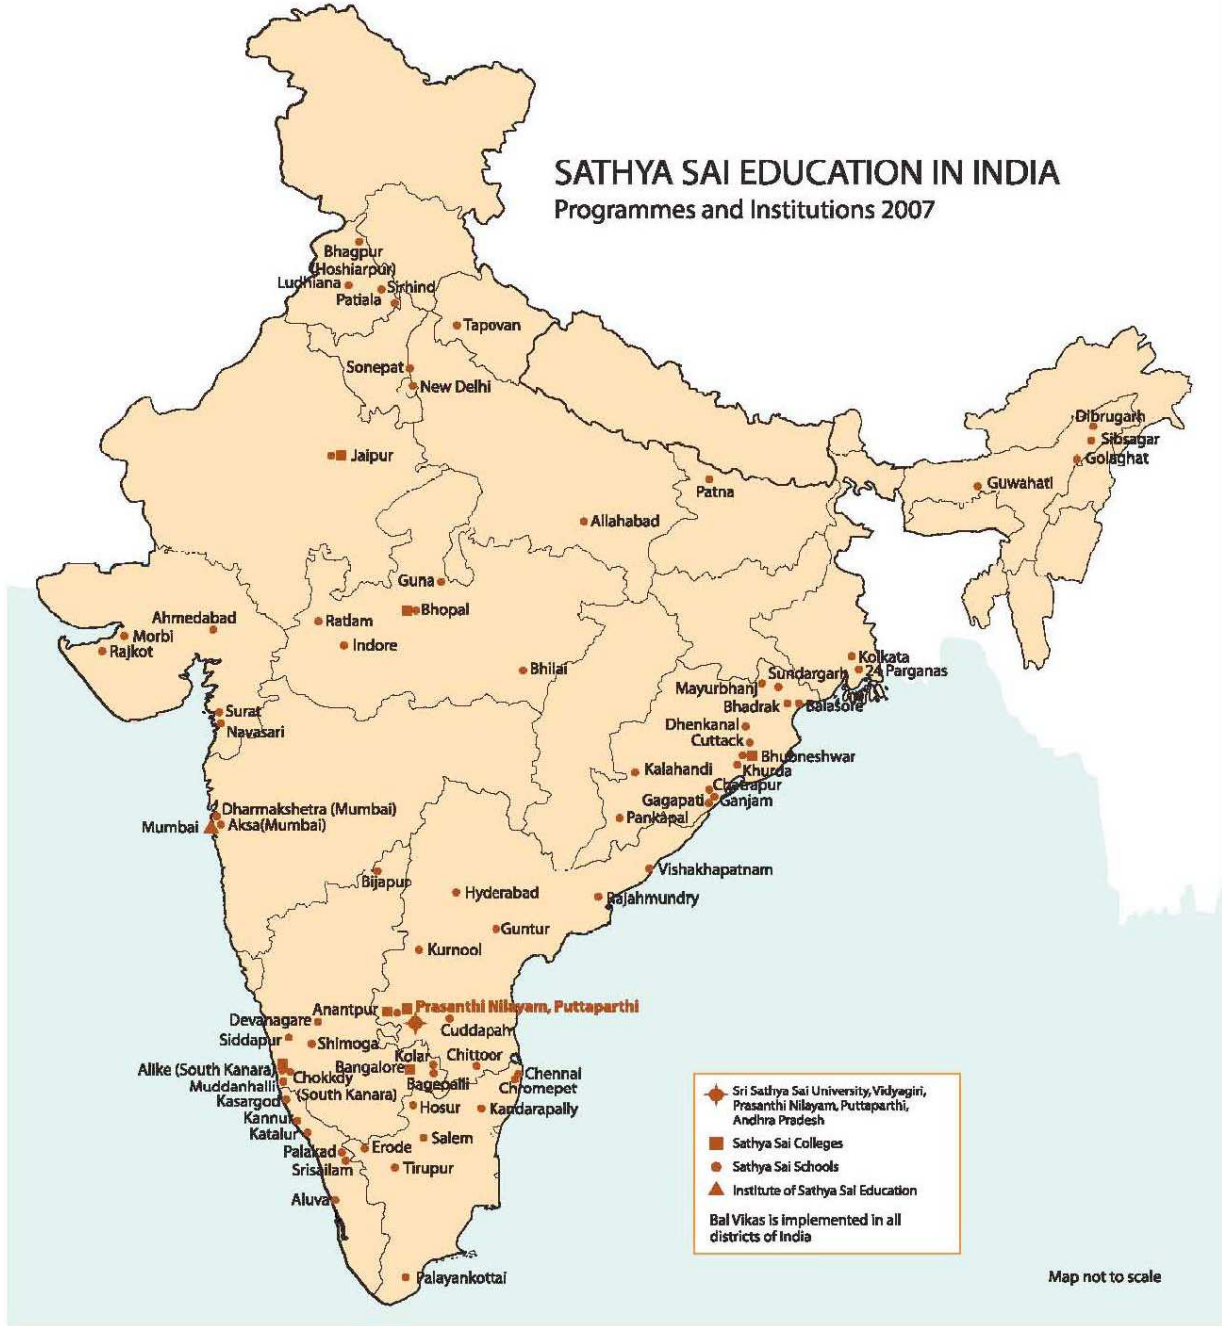 SATHYA SAI EDUCATION IN INDIA
Programmes and Institutions 2007
Bhagpur
(Hoshiarpur)
Ludhiana
Sirhind
Patiala
Tapovan
Sonepat
New Delhi
Dibrugarh
Sibsagar
Golaghat
Jaipur
Guwahati
Patna
Allahabad
Guna
Bhopal
Ahmedabad
Ratlam
Morbi
Rajkot
Indore
Kolkata
24 Parganas
Bhilai
Sundargarh
Mayurbhanj
Bhadrak
Balasore
Surat
Navasari
Dhenkanal
Cuttack
Bhubneshwar
Khurda
Kalahandi
Chatrapur
Gagapati
Ganjam
Dharmakshetra (Mumbai)
Mumbai
Aksa(Mumbai)
Pankapal
Vishakhapatnam
Bijapur
Hyderabad
Rajahmundry
Guntur
Kurnool
Anantpur
Prasanthi Nilayam, Puttaparthi
Devanagare
Cuddapah
Siddapur
Shimoga
Kolar
Chittoor
Alike (South Kanara)
Bangalore
Chennai
Chokkdy
(South Kanara)
Bagepalli
Chromepet
Muddanhalli
Kasargod
Hosur
Kandarapally
Kannur
Katalur
Salem
Erode
Palakad
Srisailam
Tirupur
Aluva
Palayankottai
Sri Sathya Sai University, Vidyagiri,
Prasanthi Nilayam, Puttaparthi,
Andhra Pradesh
Sathya Sai Colleges
Sathya Sai Schools
Institute of Sathya Sai Education
Bal Vikas is implemented in all
districts of India
Map not to scale